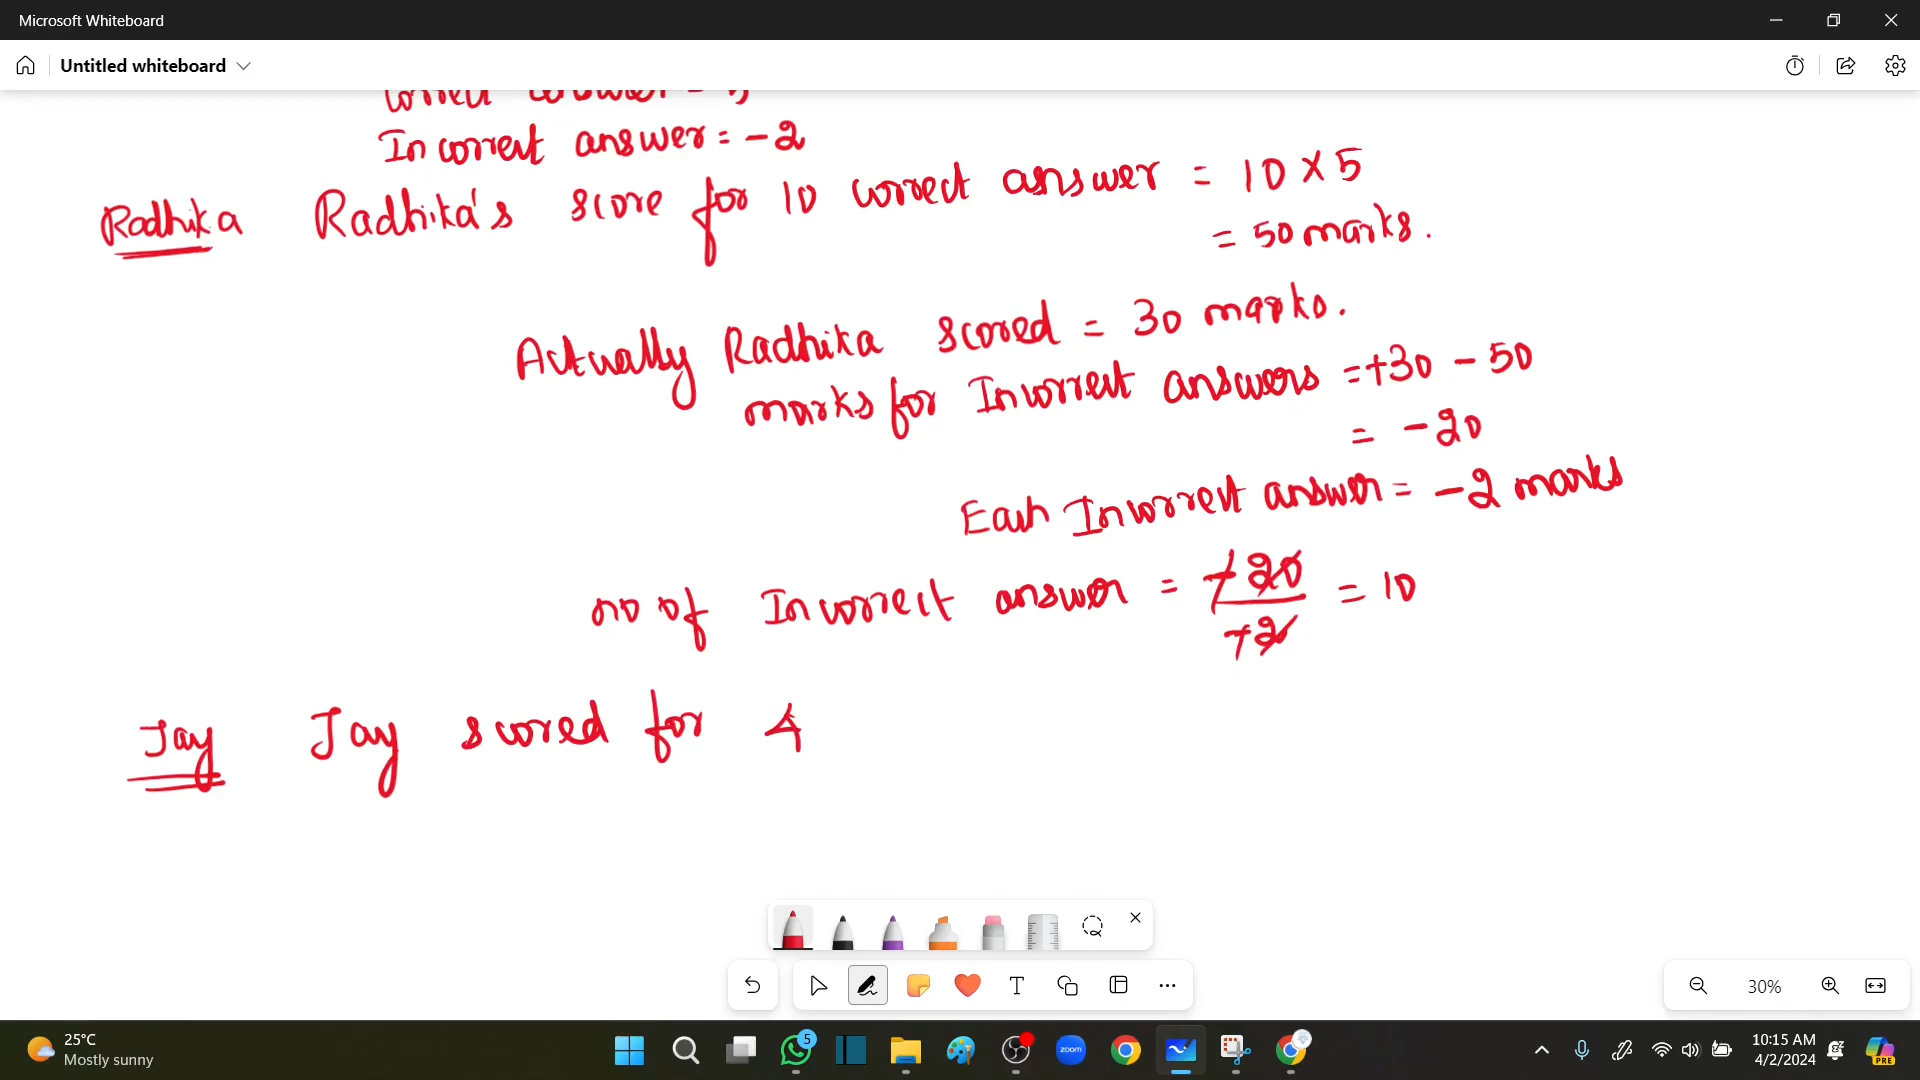 Microsoft Whiteboard
Untitled whiteboard
Incorrect answer = -2
Radhika Radhika's score for 10 correct answer = 10 × 5
= 50 marks.
Actually Radhika scored = 30 marks.
marks for Incorrect answers = +30 - 50
= -20
Each Incorrect answer = -2 marks
no of Incorrect answer = -20/-2 = 10
Jay Jay scored for 4
30%
25°C
Mostly sunny
5
zoom
10:15 AM
4/2/2024
PRE